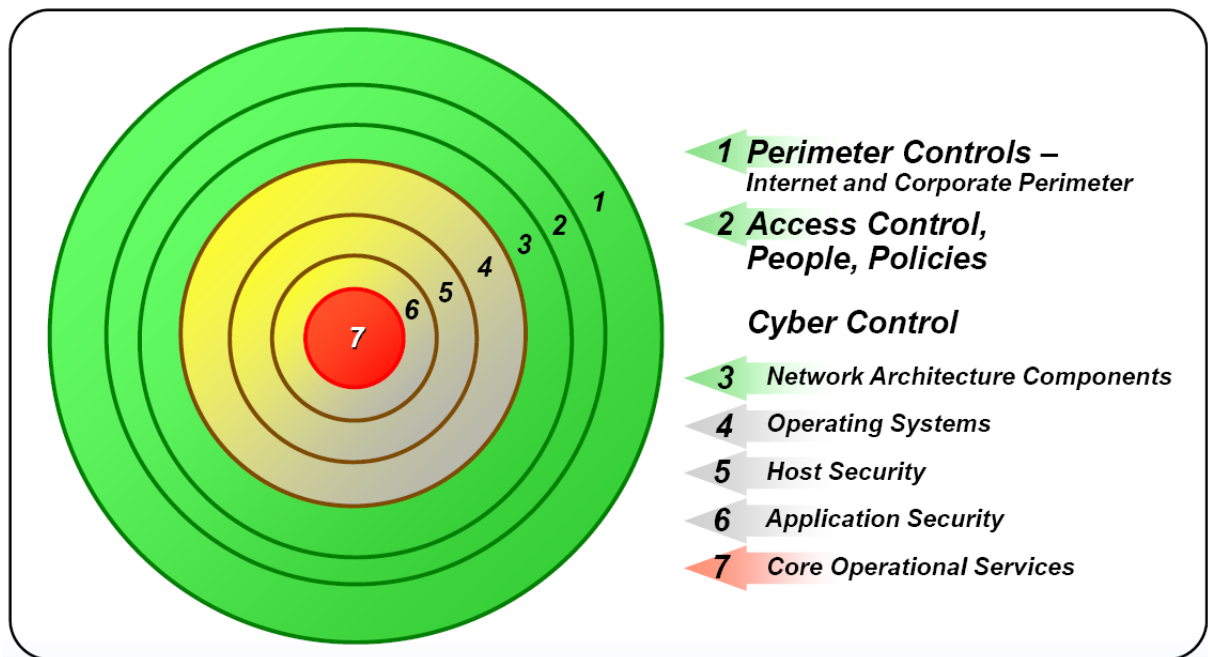 1
2
3
4
5
6
7
1 Perimeter Controls –
Internet and Corporate Perimeter
2 Access Control,
People, Policies
Cyber Control
3 Network Architecture Components
4 Operating Systems
5 Host Security
6 Application Security
7 Core Operational Services